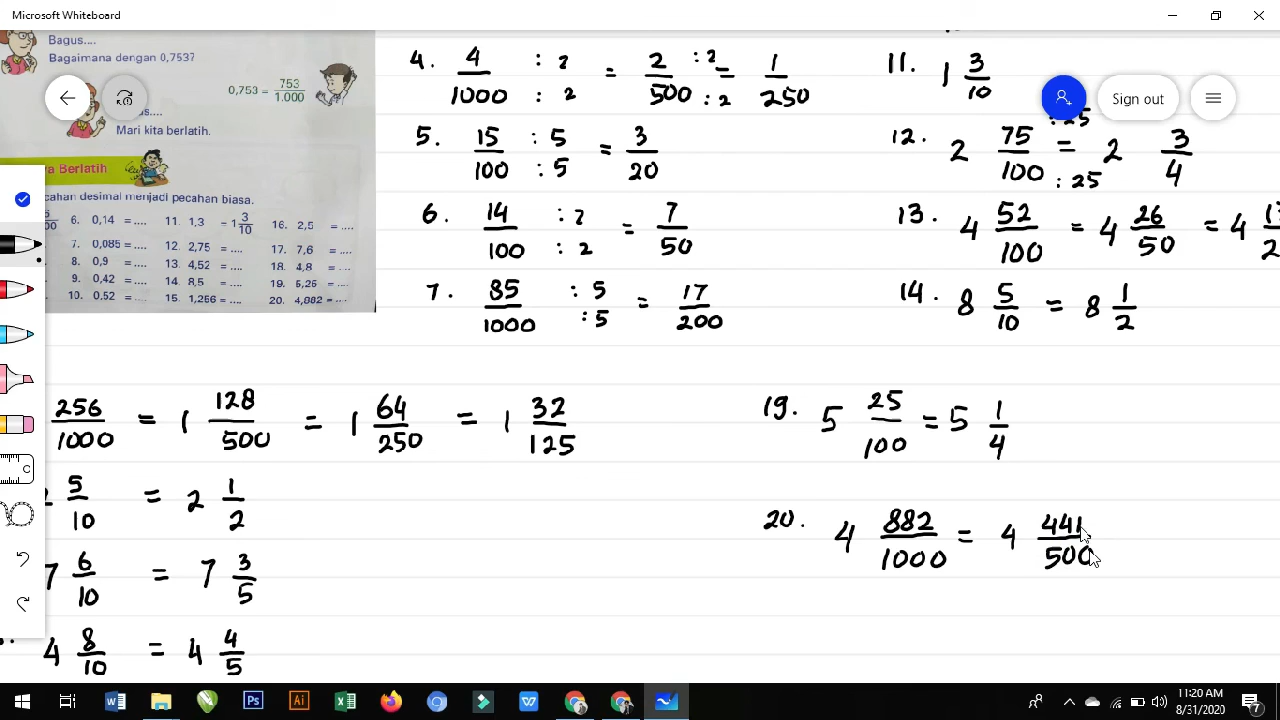 Microsoft Whiteboard
Bagus....
Bagaimana dengan 0,753?
0,753 = 753/1.000
Mari kita berlatih.
Berlatih
cahan desimal menjadi pecahan biasa.
6. 0,14 = .... 11. 1,3 = 1 3/10 16. 2,5 = ....
7. 0,085 = .... 12. 2,75 = .... 17. 7,6 = ....
8. 0,9 = .... 13. 4,52 = .... 18. 4,8 = ....
9. 0,42 = .... 14. 8,5 = .... 19. 5,25 = ....
10. 0,52 = .... 15. 1,256 = .... 20. 4,882 = ....
Sign out
4. 4/1000 : 2 / : 2 = 2/500 : 2 / : 2 = 1/250
5. 15/100 : 5 / : 5 = 3/20
6. 14/100 : 2 / : 2 = 7/50
7. 85/1000 : 5 / : 5 = 17/200
11. 1 3/10
12. 2 75/100 : 25 / : 25 = 2 3/4
13. 4 52/100 = 4 26/50 = 4
14. 8 5/10 = 8 1/2
256/1000 = 1 128/500 = 1 64/250 = 1 32/125
5/10 = 2 1/2
7 6/10 = 7 3/5
4 8/10 = 4 4/5
19. 5 25/100 = 5 1/4
20. 4 882/1000 = 4 441/500
11:20 AM
8/31/2020
7